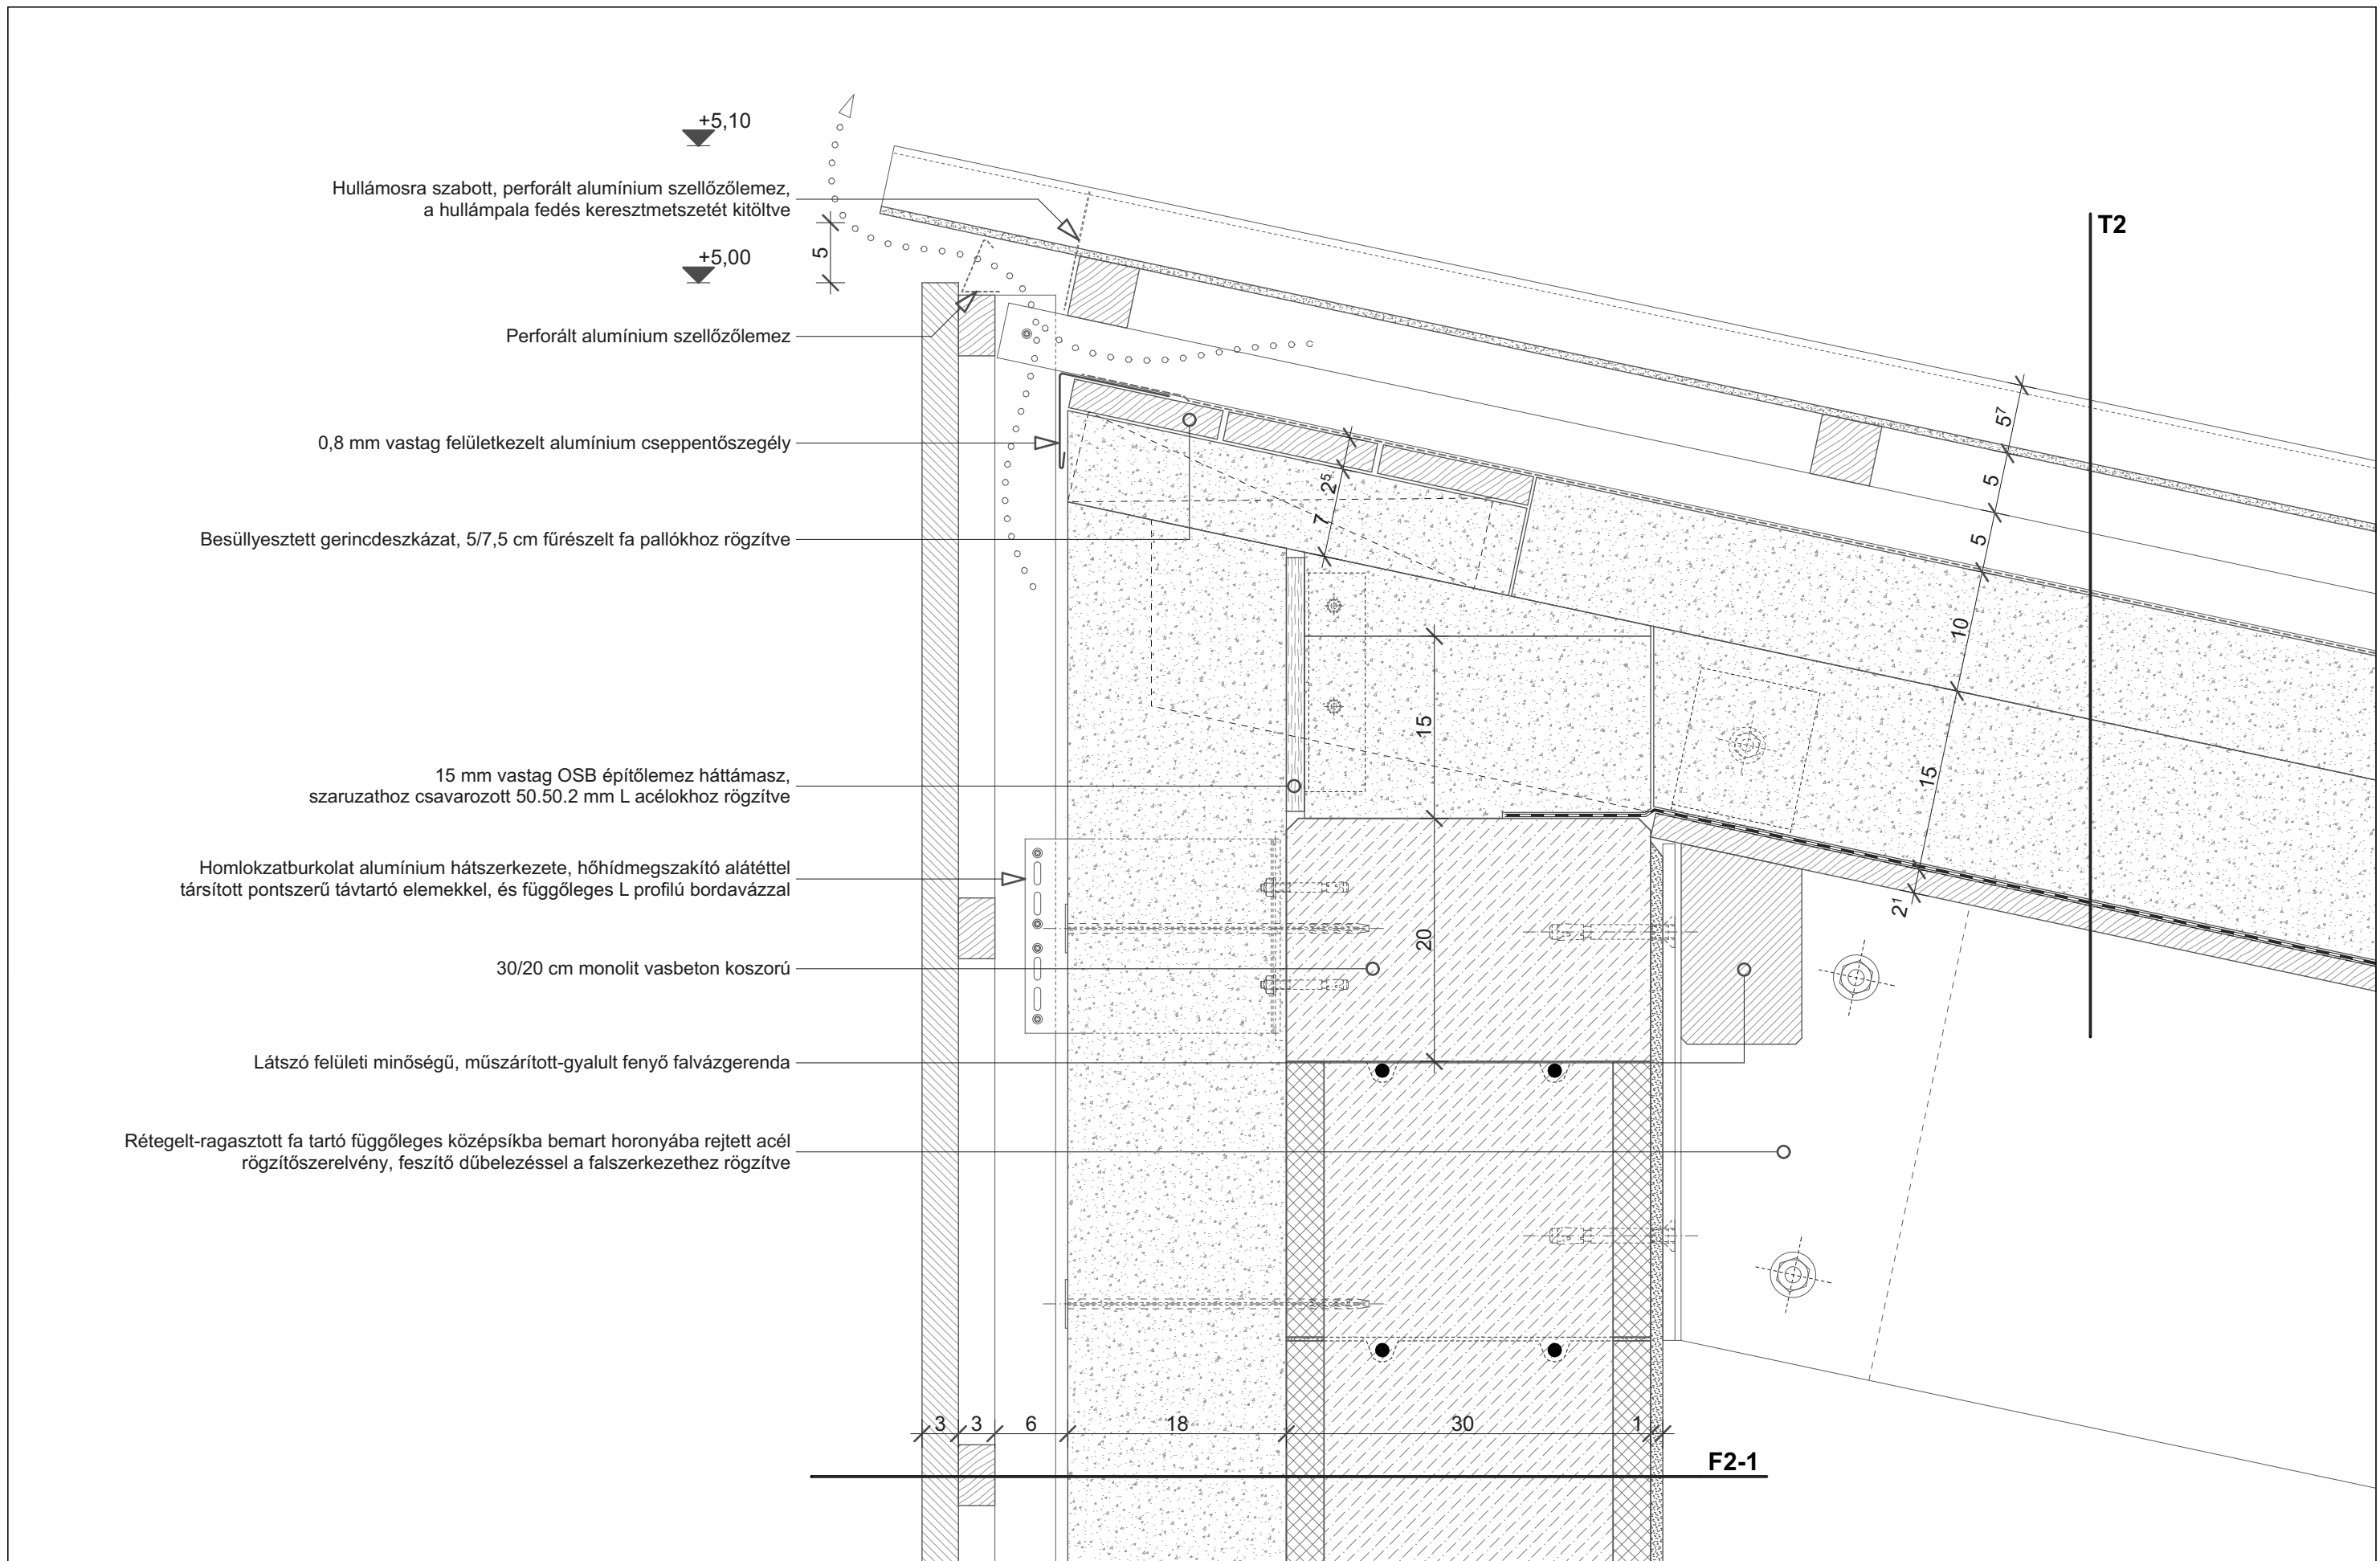 +5,10
Hullámosra szabott, perforált alumínium szellőzőlemez,
a hullámpala fedés keresztmetszetét kitöltve
T2
+5,00
5
Perforált alumínium szellőzőlemez
5⁷
0,8 mm vastag felületkezelt alumínium cseppentőszegély
2⁵
5
7
5
Besüllyesztett gerincdeszkázat, 5/7,5 cm fűrészelt fa pallókhoz rögzítve
10
15
15
15 mm vastag OSB építőlemez háttámasz,
szaruzathoz csavarozott 50.50.2 mm L acélokhoz rögzítve
Homlokzatburkolat alumínium hátszerkezete, hőhídmegszakító alátéttel
társított pontszerű távtartó elemekkel, és függőleges L profilú bordavázzal
2¹
20
30/20 cm monolit vasbeton koszorú
Látszó felületi minőségű, műszárított-gyalult fenyő falvázgerenda
Rétegelt-ragasztott fa tartó függőleges középsíkba bemart hornyába rejtett acél
rögzítőszerelvény, feszítő dűbelezéssel a falszerkezethez rögzítve
3 3 6 18 30 1
F2-1